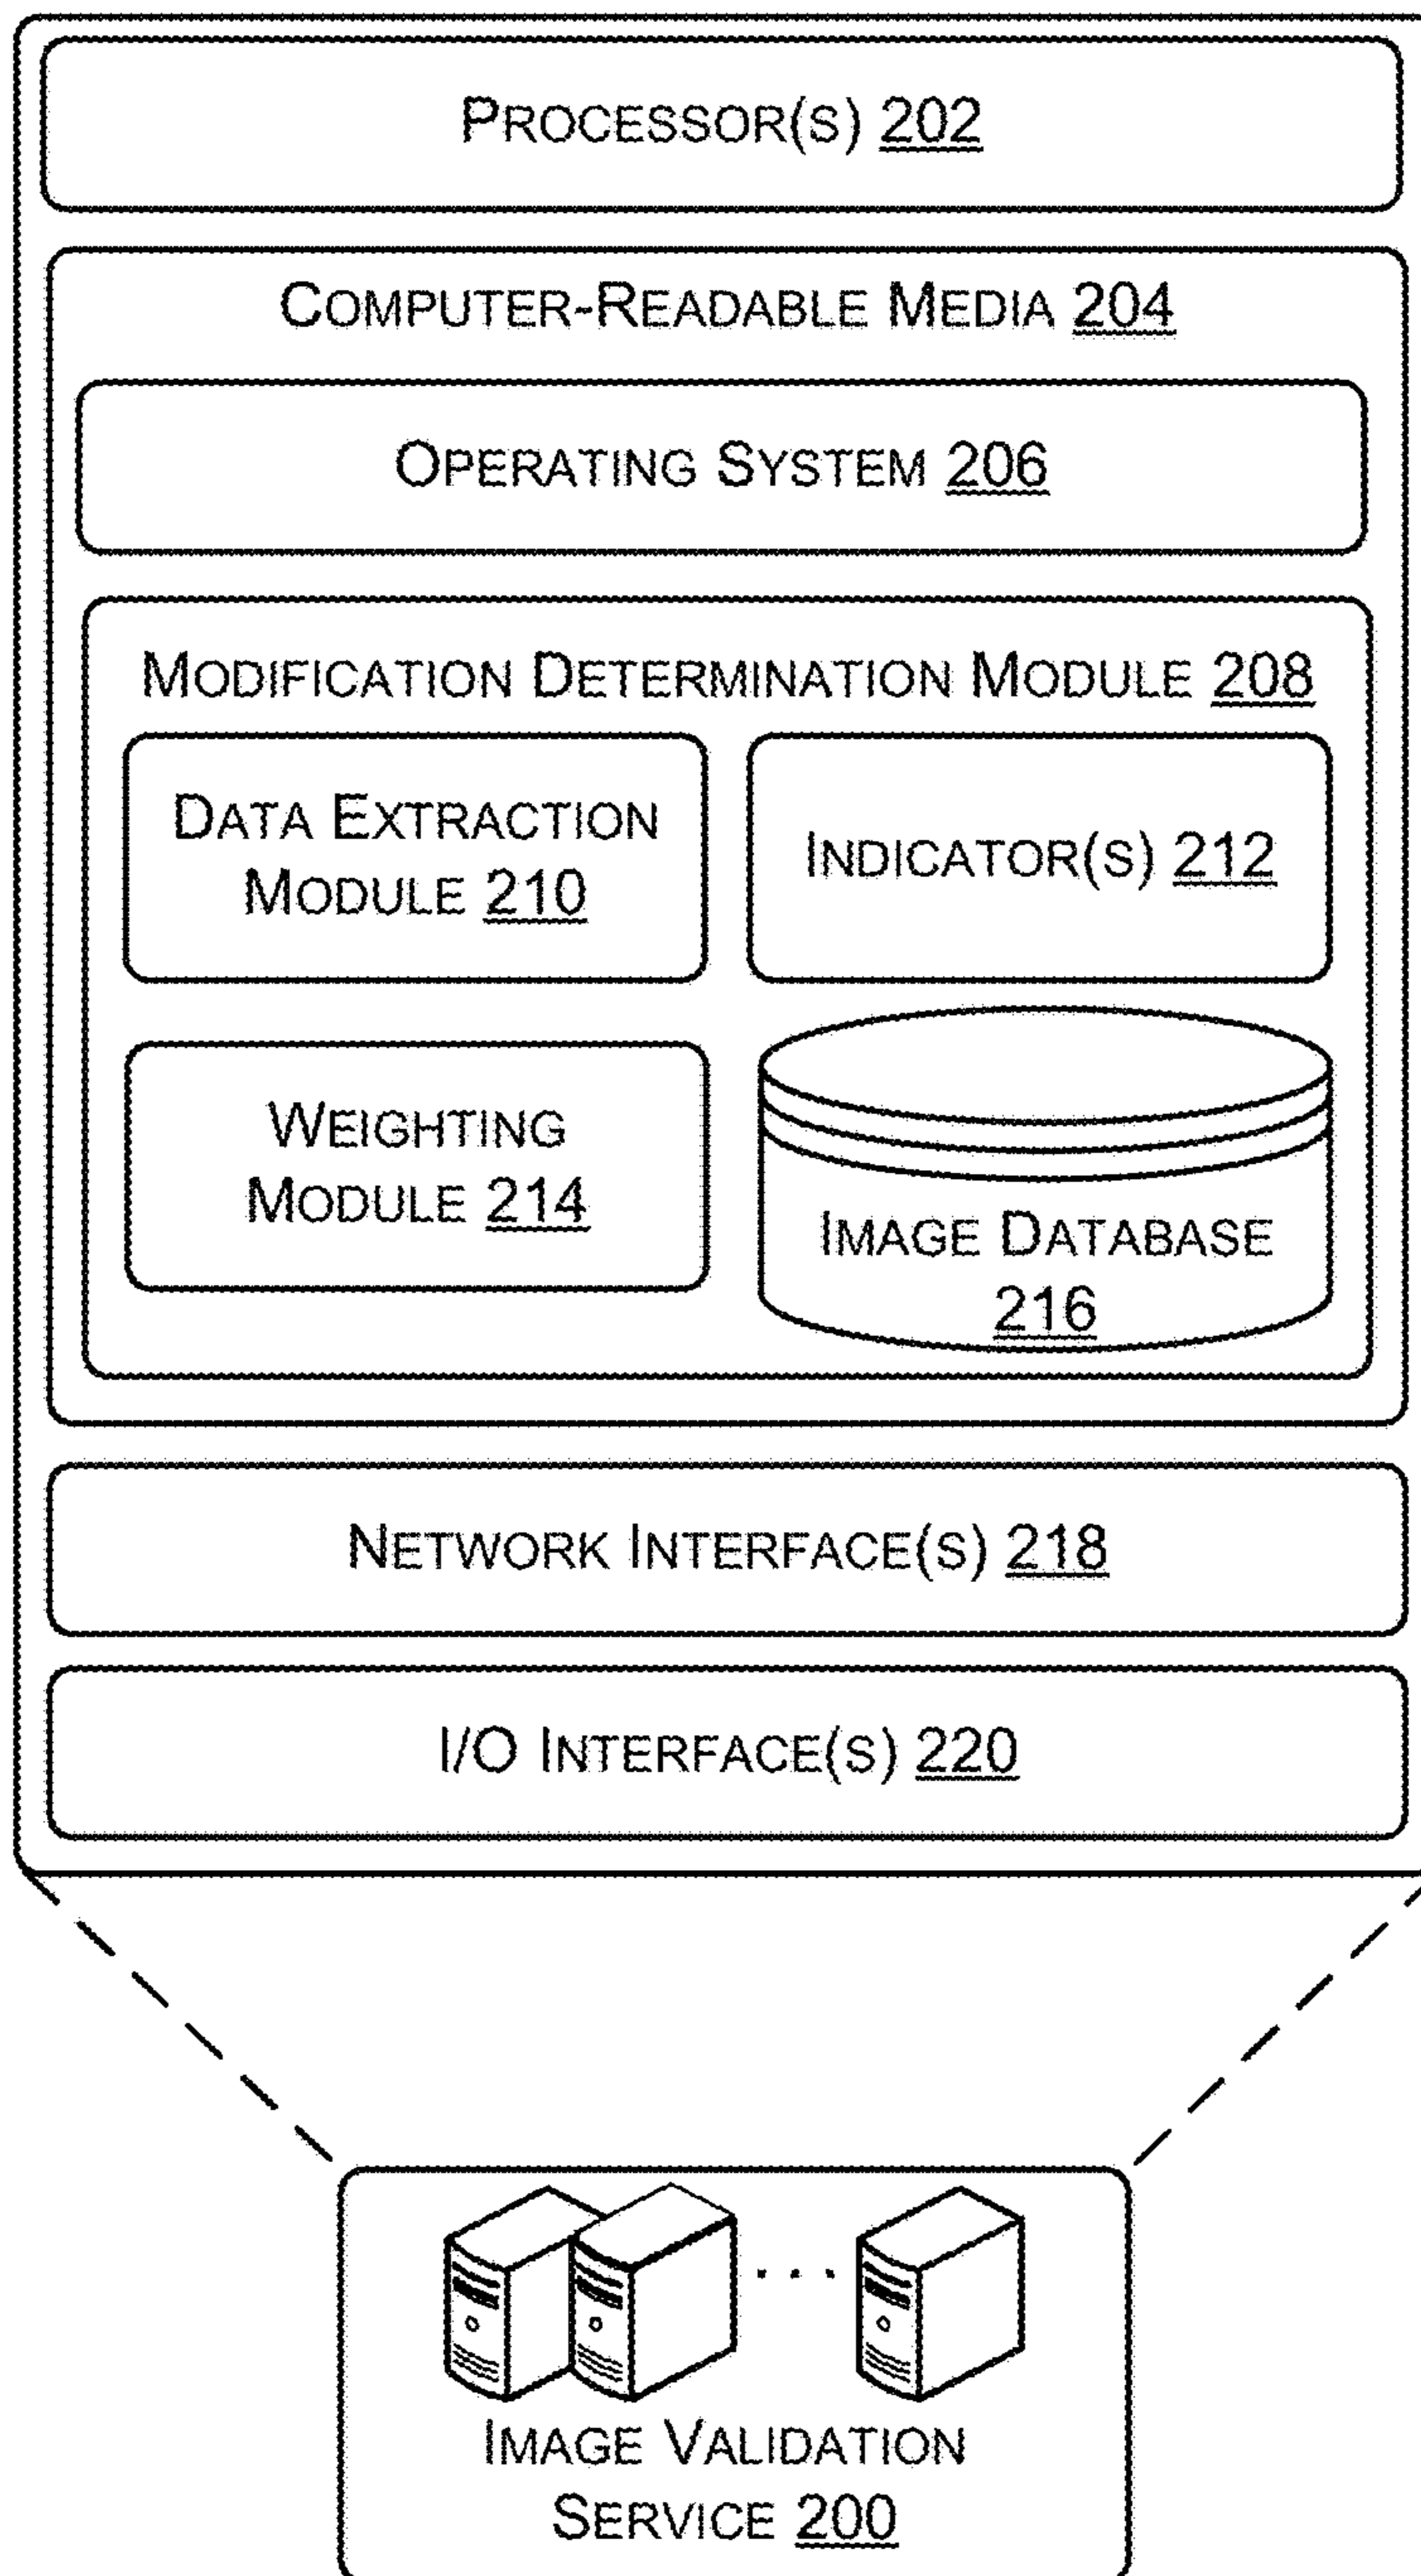 PROCESSOR(S) 202
COMPUTER-READABLE MEDIA 204
OPERATING SYSTEM 206
MODIFICATION DETERMINATION MODULE 208
DATA EXTRACTION
MODULE 210
INDICATOR(S) 212
WEIGHTING
MODULE 214
IMAGE DATABASE
216
NETWORK INTERFACE(S) 218
I/O INTERFACE(S) 220
...
IMAGE VALIDATION
SERVICE 200